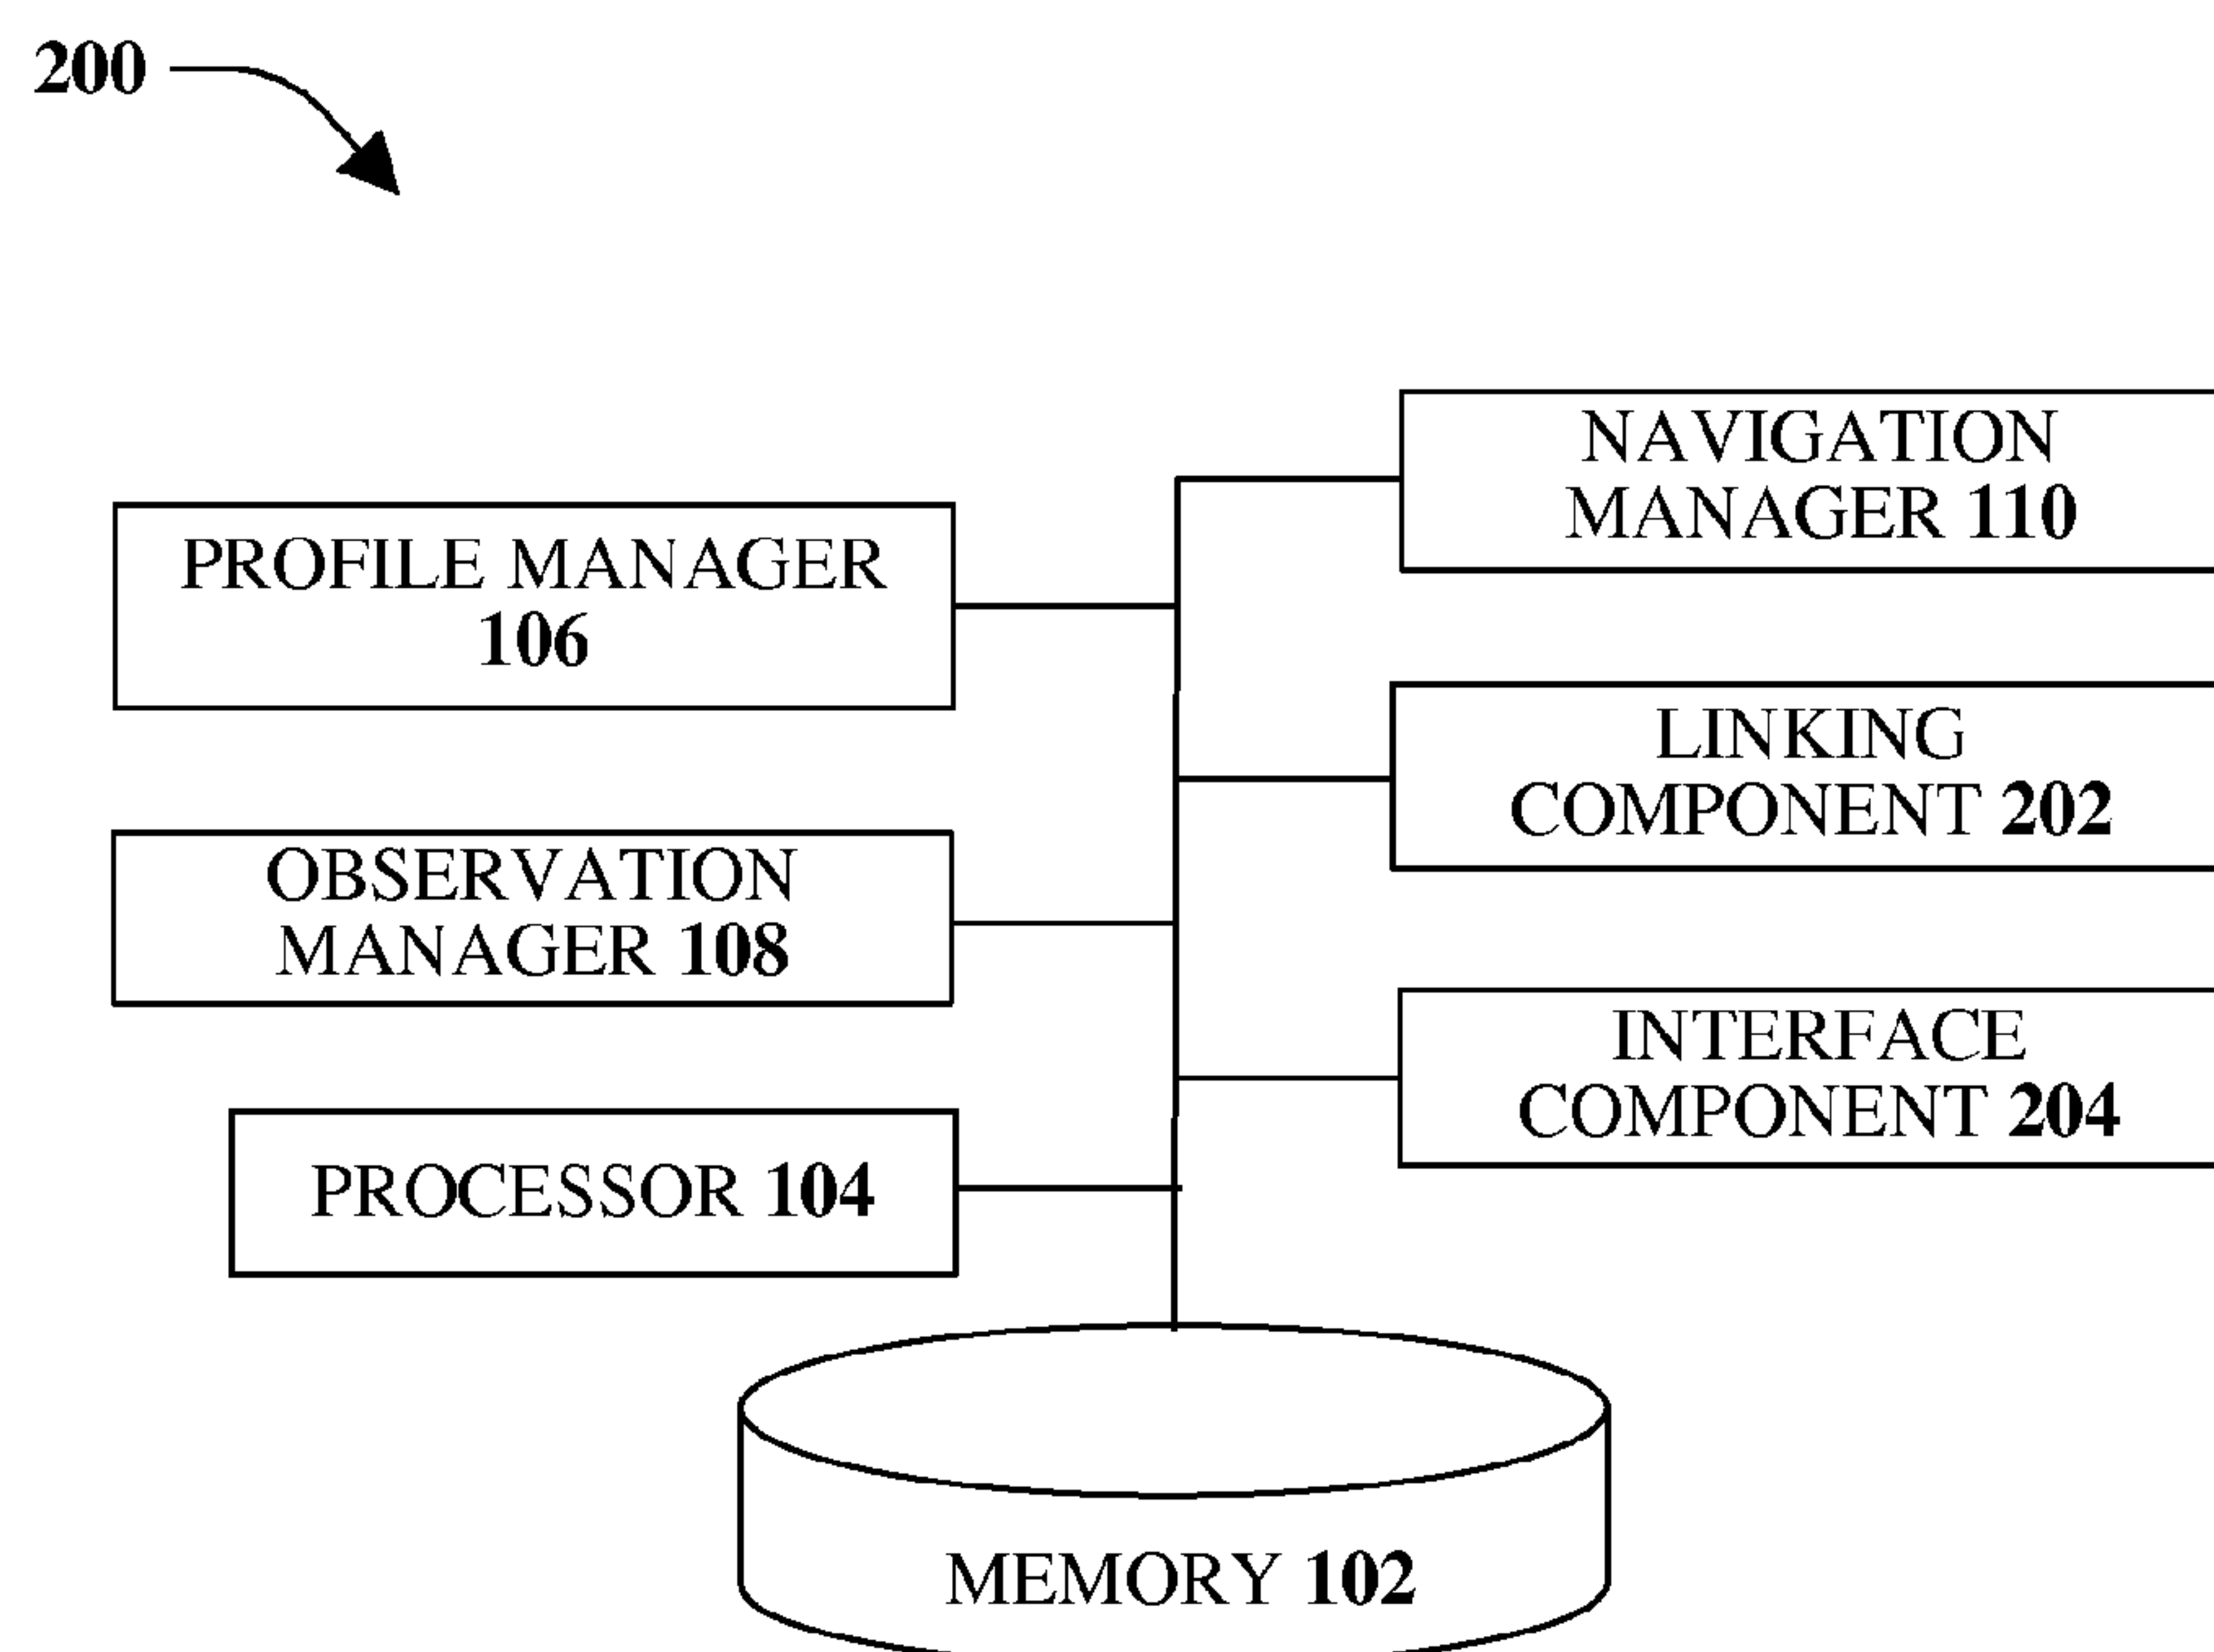 200
NAVIGATION
MANAGER 110
PROFILE MANAGER
106
LINKING
COMPONENT 202
OBSERVATION
MANAGER 108
INTERFACE
COMPONENT 204
PROCESSOR 104
MEMORY 102